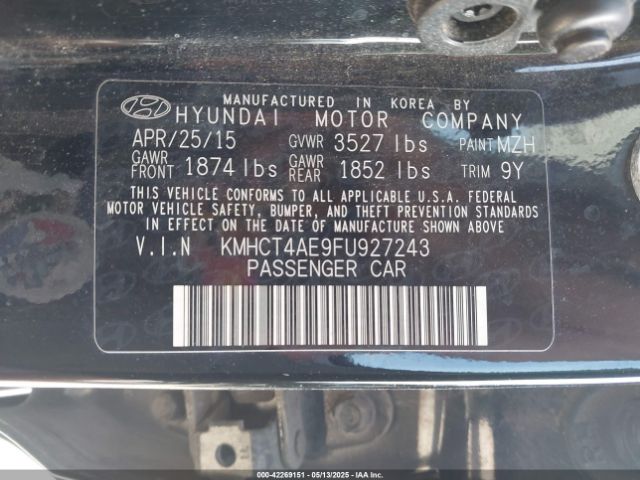 MANUFACTURED IN KOREA BY
HYUNDAI MOTOR COMPANY
APR/25/15 GVWR 3527 lbs PAINT MZH
GAWR FRONT 1874 lbs GAWR REAR 1852 lbs TRIM 9Y
THIS VEHICLE CONFORMS TO ALL APPLICABLE U.S.A. FEDERAL
MOTOR VEHICLE SAFETY, BUMPER, AND THEFT PREVENTION STANDARDS
IN EFFECT ON THE DATE OF MANUFACTURE SHOWN ABOVE
V.I.N KMHCT4AE9FU927243
PASSENGER CAR
000-42269151 - 05/13/2025 - IAAI.COM